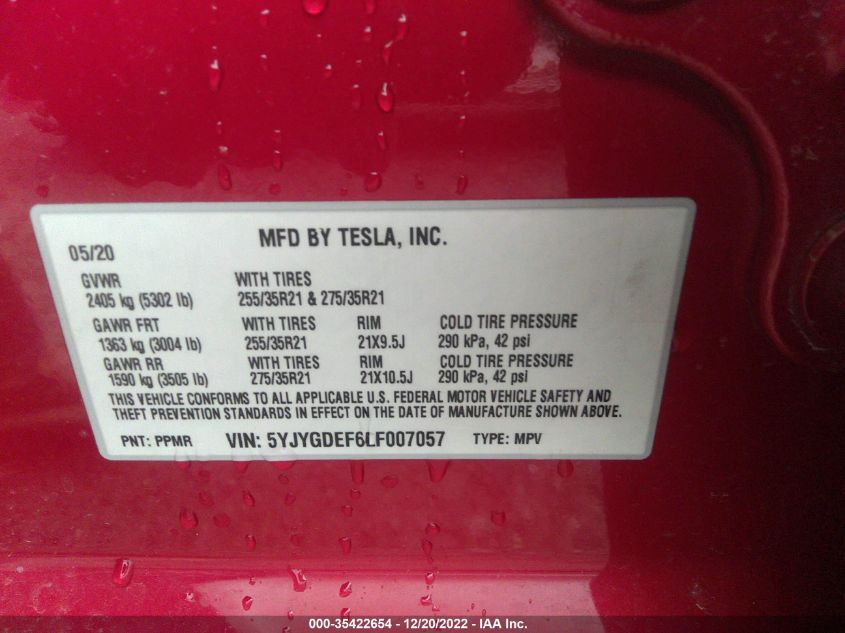 MFD BY TESLA, INC.
05/20
GVWR WITH TIRES
2405 kg (5302 lb) 255/35R21 & 275/35R21
GAWR FRT WITH TIRES RIM COLD TIRE PRESSURE
1363 kg (3004 lb) 255/35R21 21X9.5J 290 kPa, 42 psi
GAWR RR WITH TIRES RIM COLD TIRE PRESSURE
1590 kg (3505 lb) 275/35R21 21X10.5J 290 kPa, 42 psi
THIS VEHICLE CONFORMS TO ALL APPLICABLE U.S. FEDERAL MOTOR VEHICLE SAFETY AND
THEFT PREVENTION STANDARDS IN EFFECT ON THE DATE OF MANUFACTURE SHOWN ABOVE.
PNT: PPMR VIN: 5YJYGDEF6LF007057 TYPE: MPV
000-35422654 - 12/20/2022 - IAA Inc.